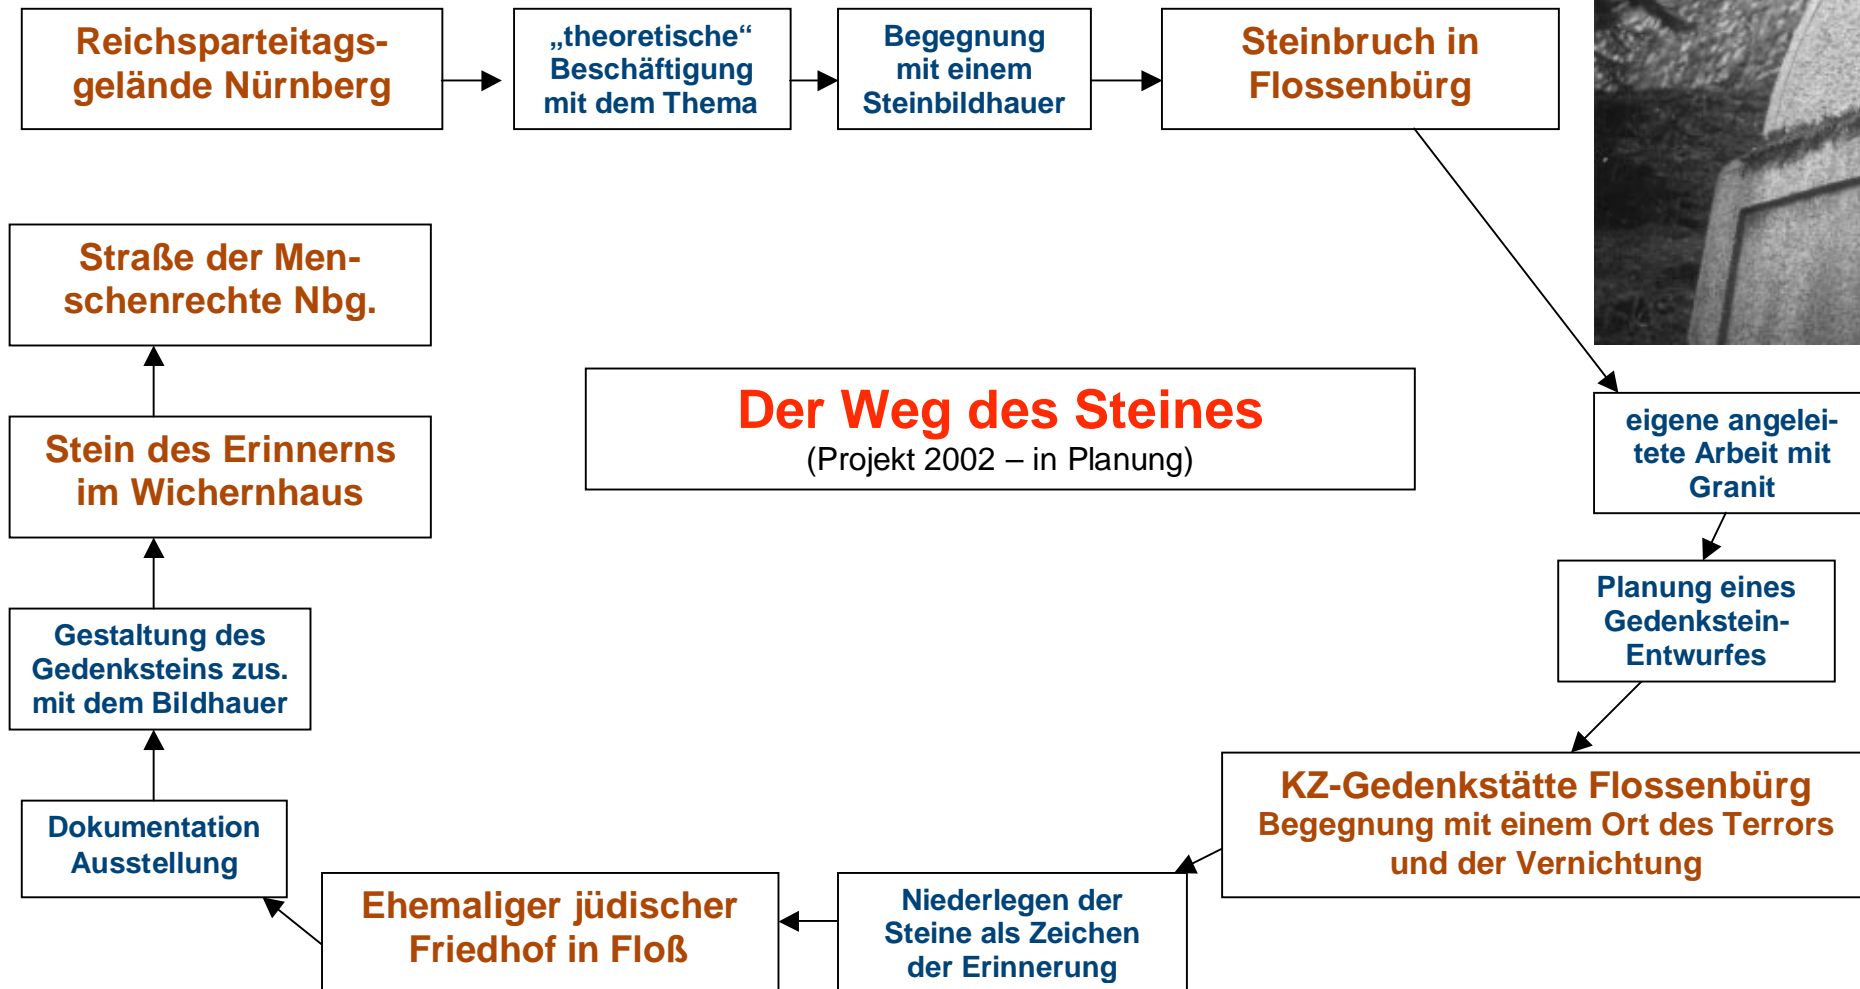 Reichsparteitags-
gelände Nürnberg
„theoretische“
Beschäftigung
mit dem Thema
Begegnung
mit einem
Steinbildhauer
Steinbruch in
Flossenbürg
eigene angelei-
tete Arbeit mit
Granit
Planung eines
Gedenkstein-
Entwurfes
KZ-Gedenkstätte Flossenbürg
Begegnung mit einem Ort des Terrors
und der Vernichtung
Niederlegen der
Steine als Zeichen
der Erinnerung
Ehemaliger jüdischer
Friedhof in Floß
Dokumentation
Ausstellung
Gestaltung des
Gedenksteins zus.
mit dem Bildhauer
Stein des Erinnerns
im Wichernhaus
Straße der Men-
schenrechte Nbg.
Der Weg des Steines
(Projekt 2002 – in Planung)